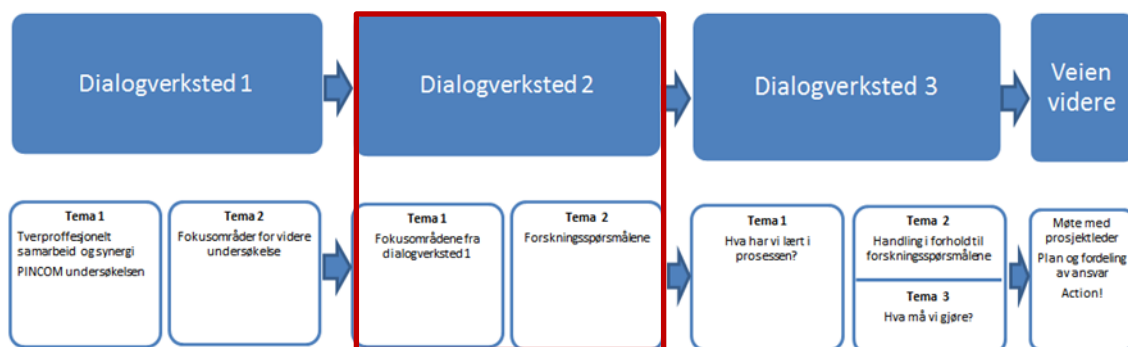 Dialogverksted 1
Dialogverksted 2
Dialogverksted 3
Veien
videre
Tema 1
Tverproffesjonelt
samarbeid og synergi
PINCOM undersøkelsen
Tema 2
Fokusområder for videre
undersøkelse
Tema 1
Fokusområdene fra
dialogverksted 1
Tema 2
Forskningsspørsmålene
Tema 1
Hva har vi lært i
prosessen?
Tema 2
Handling i forhold til
forskningsspørsmålene
Tema 3
Hva må vi gjøre?
Møte med
prosjektleder
Plan og fordeling
av ansvar
Action!